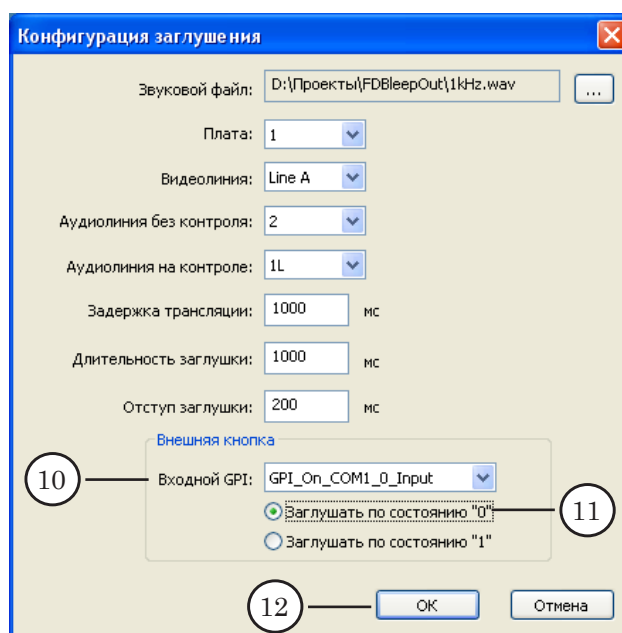 Конфигурация заглушения
Звуковой файл: D:\Проекты\FDBleepOut\1kHz.wav ...
Плата: 1
Видеолиния: Line A
Аудиолиния без контроля: 2
Аудиолиния на контроле: 1L
Задержка трансляции: 1000 мс
Длительность заглушки: 1000 мс
Отступ заглушки: 200 мс
Внешняя кнопка
10 Входной GPI: GPI_On_COM1_0_Input
Заглушать по состоянию "0" 11
Заглушать по состоянию "1"
12 OK Отмена